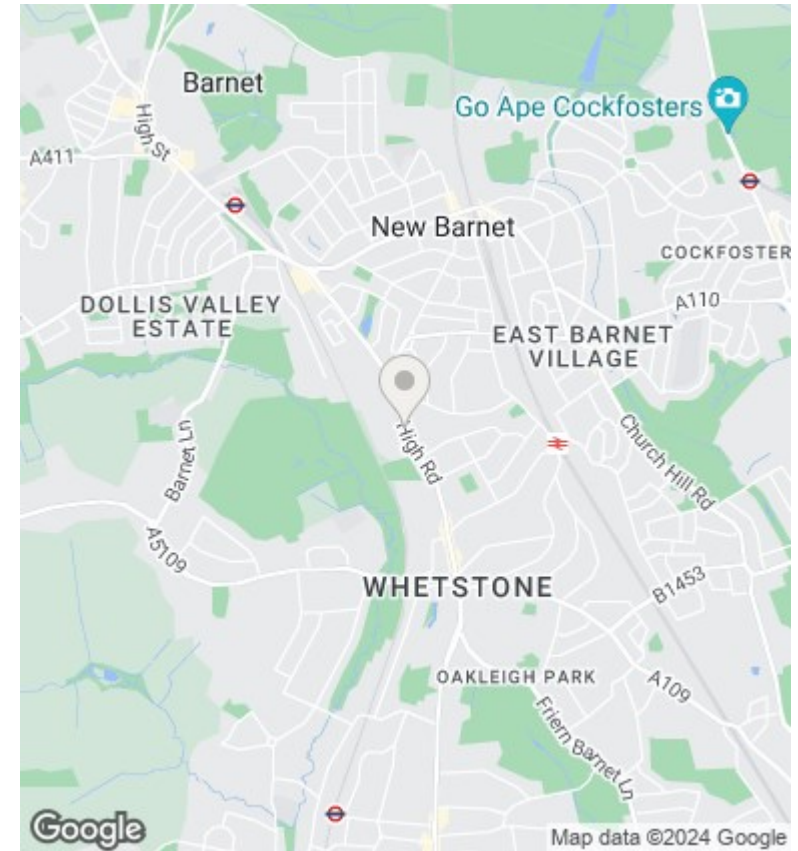 Barnet
Go Ape Cockfosters
High St
A411
New Barnet
COCKFOSTER
DOLLIS VALLEY
ESTATE
A110
EAST BARNET
VILLAGE
High Rd
Church Hill Rd
Barnet Ln
A5109
WHETSTONE
B1453
OAKLEIGH PARK
A109
Friern Barnet Ln
Google
Map data ©2024 Google